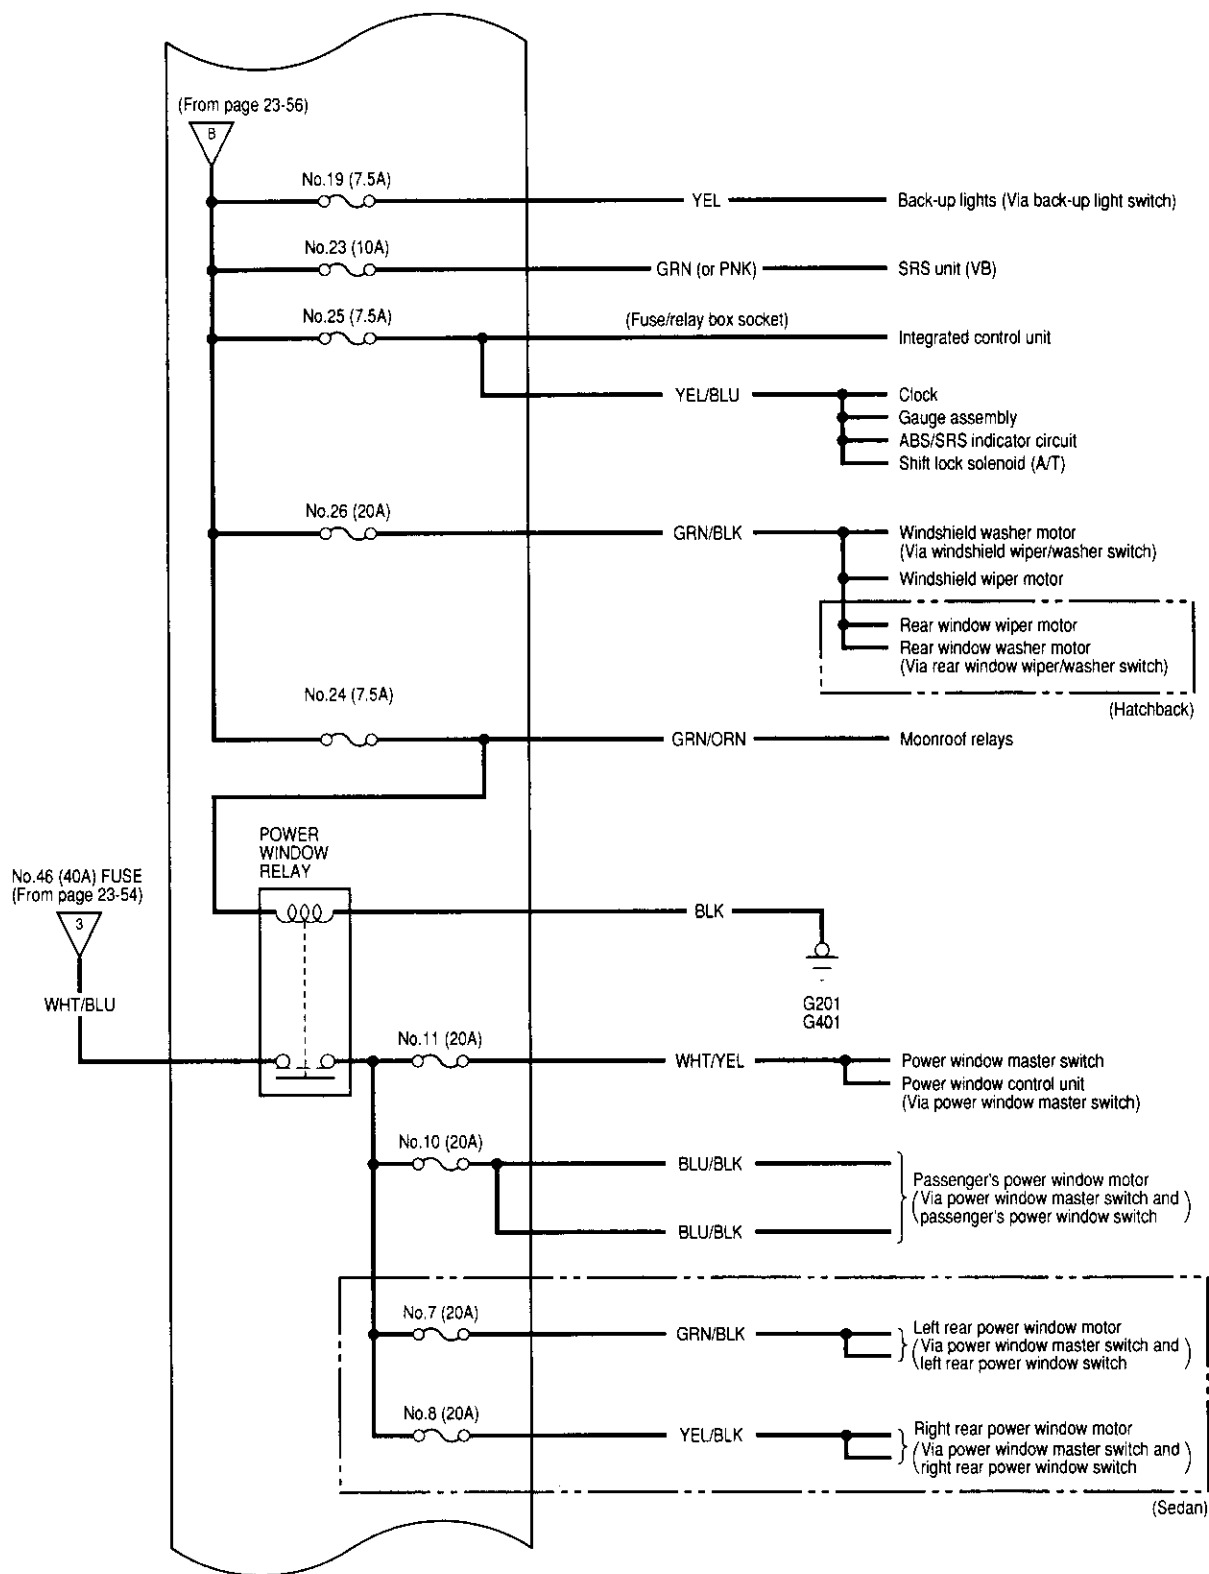 (From page 23-56)
B
No.19 (7.5A)
YEL
Back-up lights (Via back-up light switch)
No.23 (10A)
GRN (or PNK)
SRS unit (VB)
No.25 (7.5A)
(Fuse/relay box socket)
Integrated control unit
YEL/BLU
Clock
Gauge assembly
ABS/SRS indicator circuit
Shift lock solenoid (A/T)
No.26 (20A)
GRN/BLK
Windshield washer motor
(Via windshield wiper/washer switch)
Windshield wiper motor
Rear window wiper motor
Rear window washer motor
(Via rear window wiper/washer switch)
(Hatchback)
No.24 (7.5A)
GRN/ORN
Moonroof relays
POWER
WINDOW
RELAY
No.46 (40A) FUSE
(From page 23-54)
3
WHT/BLU
BLK
G201
G401
No.11 (20A)
WHT/YEL
Power window master switch
Power window control unit
(Via power window master switch)
No.10 (20A)
BLU/BLK
BLU/BLK
Passenger's power window motor
(Via power window master switch and
passenger's power window switch)
No.7 (20A)
GRN/BLK
Left rear power window motor
(Via power window master switch and
left rear power window switch)
No.8 (20A)
YEL/BLK
Right rear power window motor
(Via power window master switch and
right rear power window switch)
(Sedan)